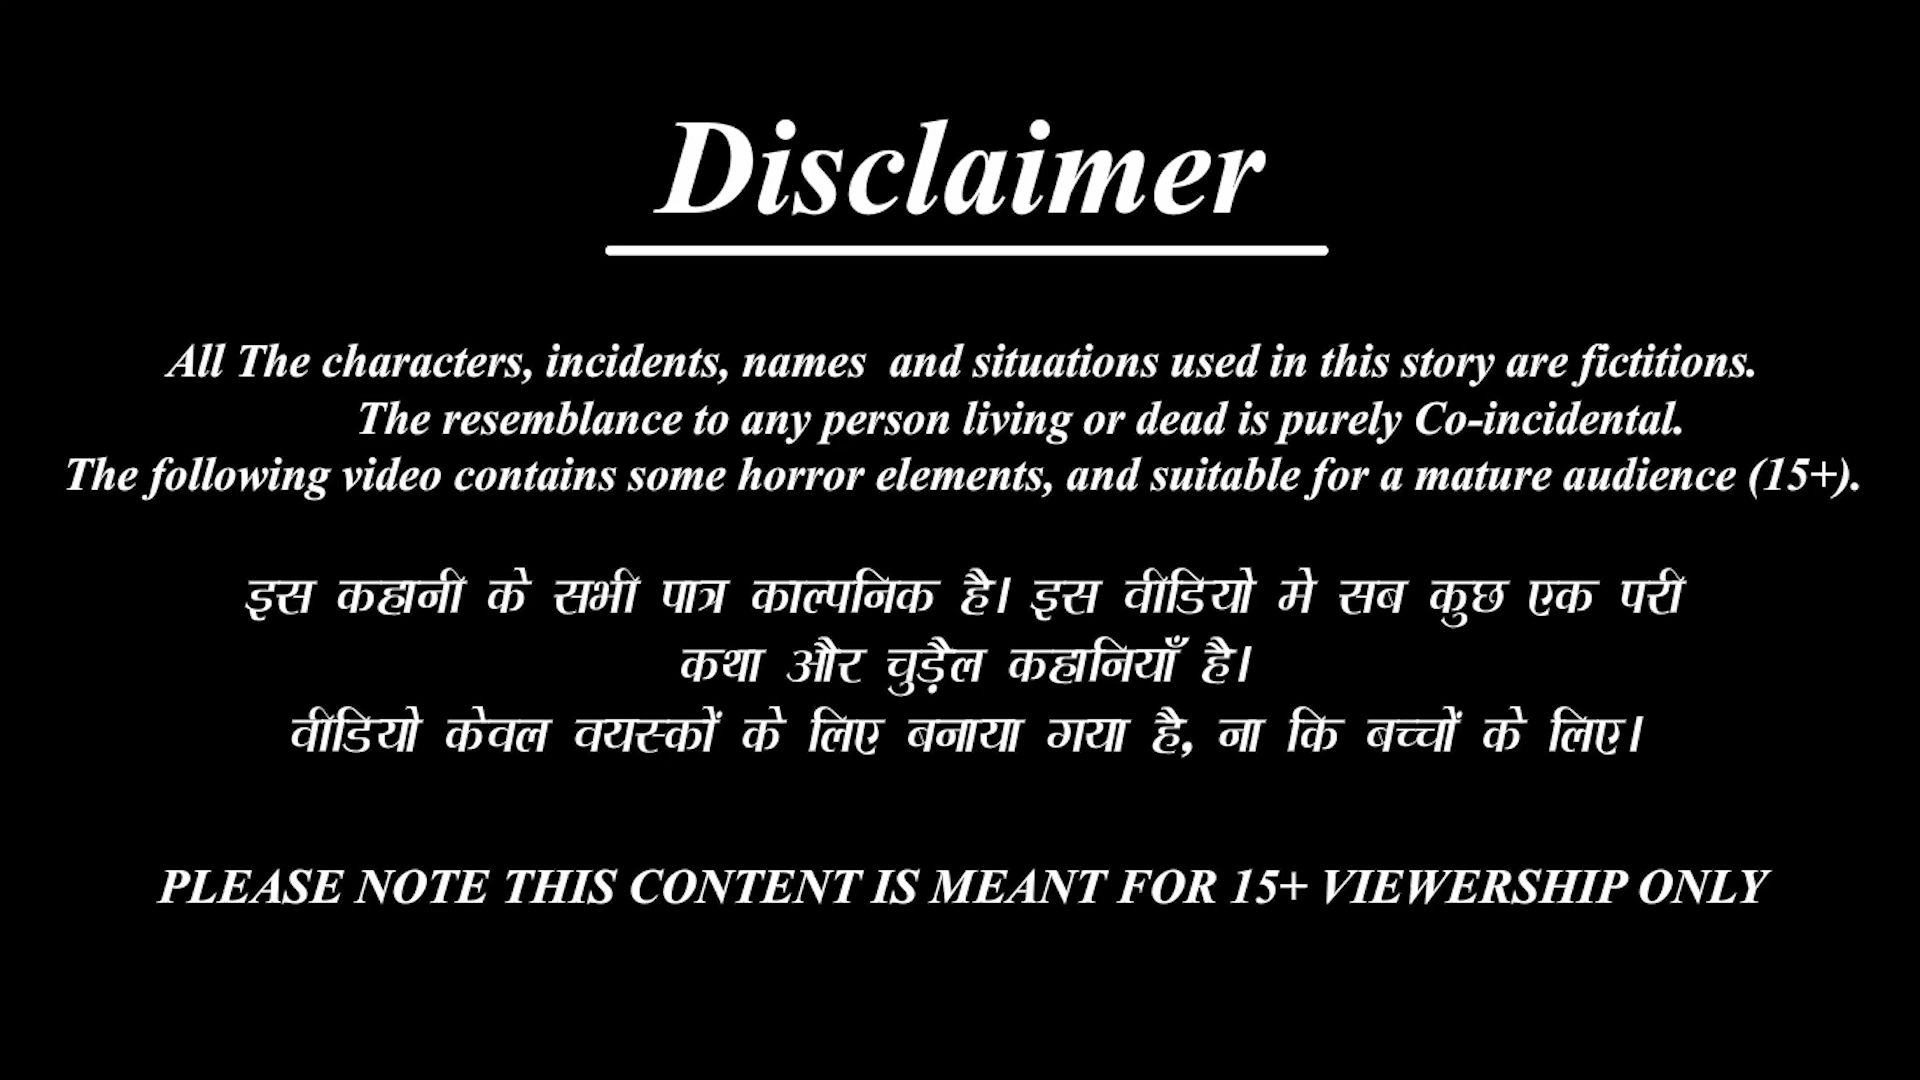 Disclaimer
All The characters, incidents, names  and situations used in this story are fictitions.
The resemblance to any person living or dead is purely Co-incidental.
The following video contains some horror elements, and suitable for a mature audience (15+).
इस कहानी के सभी पात्र काल्पनिक है। इस वीडियो मे सब कुछ एक परी
कथा और चुड़ैल कहानियाँ है।
वीडियो केवल वयस्कों के लिए बनाया गया है, ना कि बच्चों के लिए।
PLEASE NOTE THIS CONTENT IS MEANT FOR 15+ VIEWERSHIP ONLY